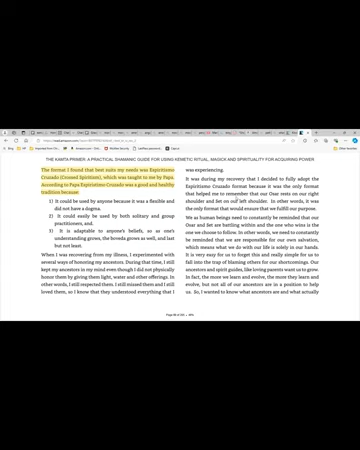 THE KAMTA PRIMER: A PRACTICAL SHAMANIC GUIDE FOR USING KEMETIC RITUAL, MAGICK AND SPIRITUALITY FOR ACQUIRING POWER
The format I found that best suits my needs was Espiritismo
Cruzado (Crossed Spiritism), which was taught to me by Papa.
According to Papa Espiritismo Cruzado was a good and healthy
tradition because:
1) It could be used by anyone because it was a flexible and
did not have a dogma.
2) It could easily be used by both solitary and group
practitioners, and.
3) It is adaptable to anyone's beliefs, so as one's
understanding grows, the boveda grows as well, and last
but not least.
When I was recovering from my illness, I experimented with
several ways of honoring my ancestors. During that time, I still
kept my ancestors in my mind even though I did not physically
honor them by giving them light, water and other offerings. In
other words, I still respected them. I still missed them and I still
loved them, so I know that they understood everything that I
was experiencing.
It was during my recovery that I decided to fully adopt the
Espiritismo Cruzado format because it was the only format
that helped me to remember that our Osar rests on our right
shoulder and Set on our left shoulder. In other words, it was
the only format that would ensure that we fulfill our purpose.
We as human beings need to constantly be reminded that our
Osar and Set are battling within and the one who wins is the
one we choose to follow. In other words, we need to constantly
be reminded that we are responsible for our own salvation,
which means what we do with our life is solely in our hands.
It is very easy for us to forget this and really simple for us to
fall into the trap of blaming others for our shortcomings. Our
ancestors and spirit guides, like loving parents want us to grow.
In fact, the more we learn and evolve, the more they learn and
evolve, but not all of our ancestors are in a position to help
us. So, I wanted to know what ancestors are and what actually